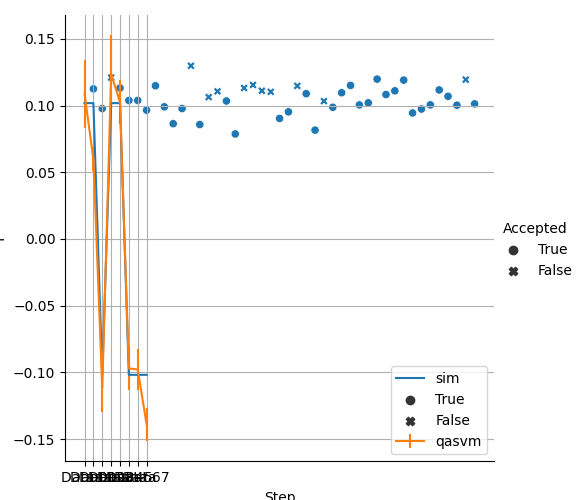 0.15
0.10
0.05
0.00
−0.05
−0.10
−0.15
Accepted
True
False
sim
True
False
qasvm
Step